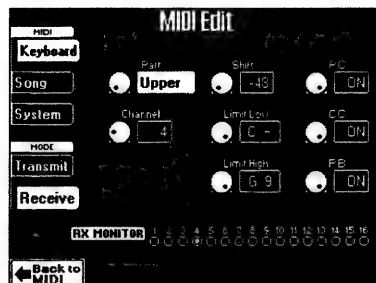 MIDI Edit
MIDI
Keyboard
Song
System
MODE
Transmit
Receive
Part
Upper
Channel
4
Shift
-48
Limit Low
C -
Limit High
G 9
P.C
ON
C.C
ON
P.B
ON
RX MONITOR 1 2 3 4 5 6 7 8 9 10 11 12 13 14 15 16
Back to
MIDI